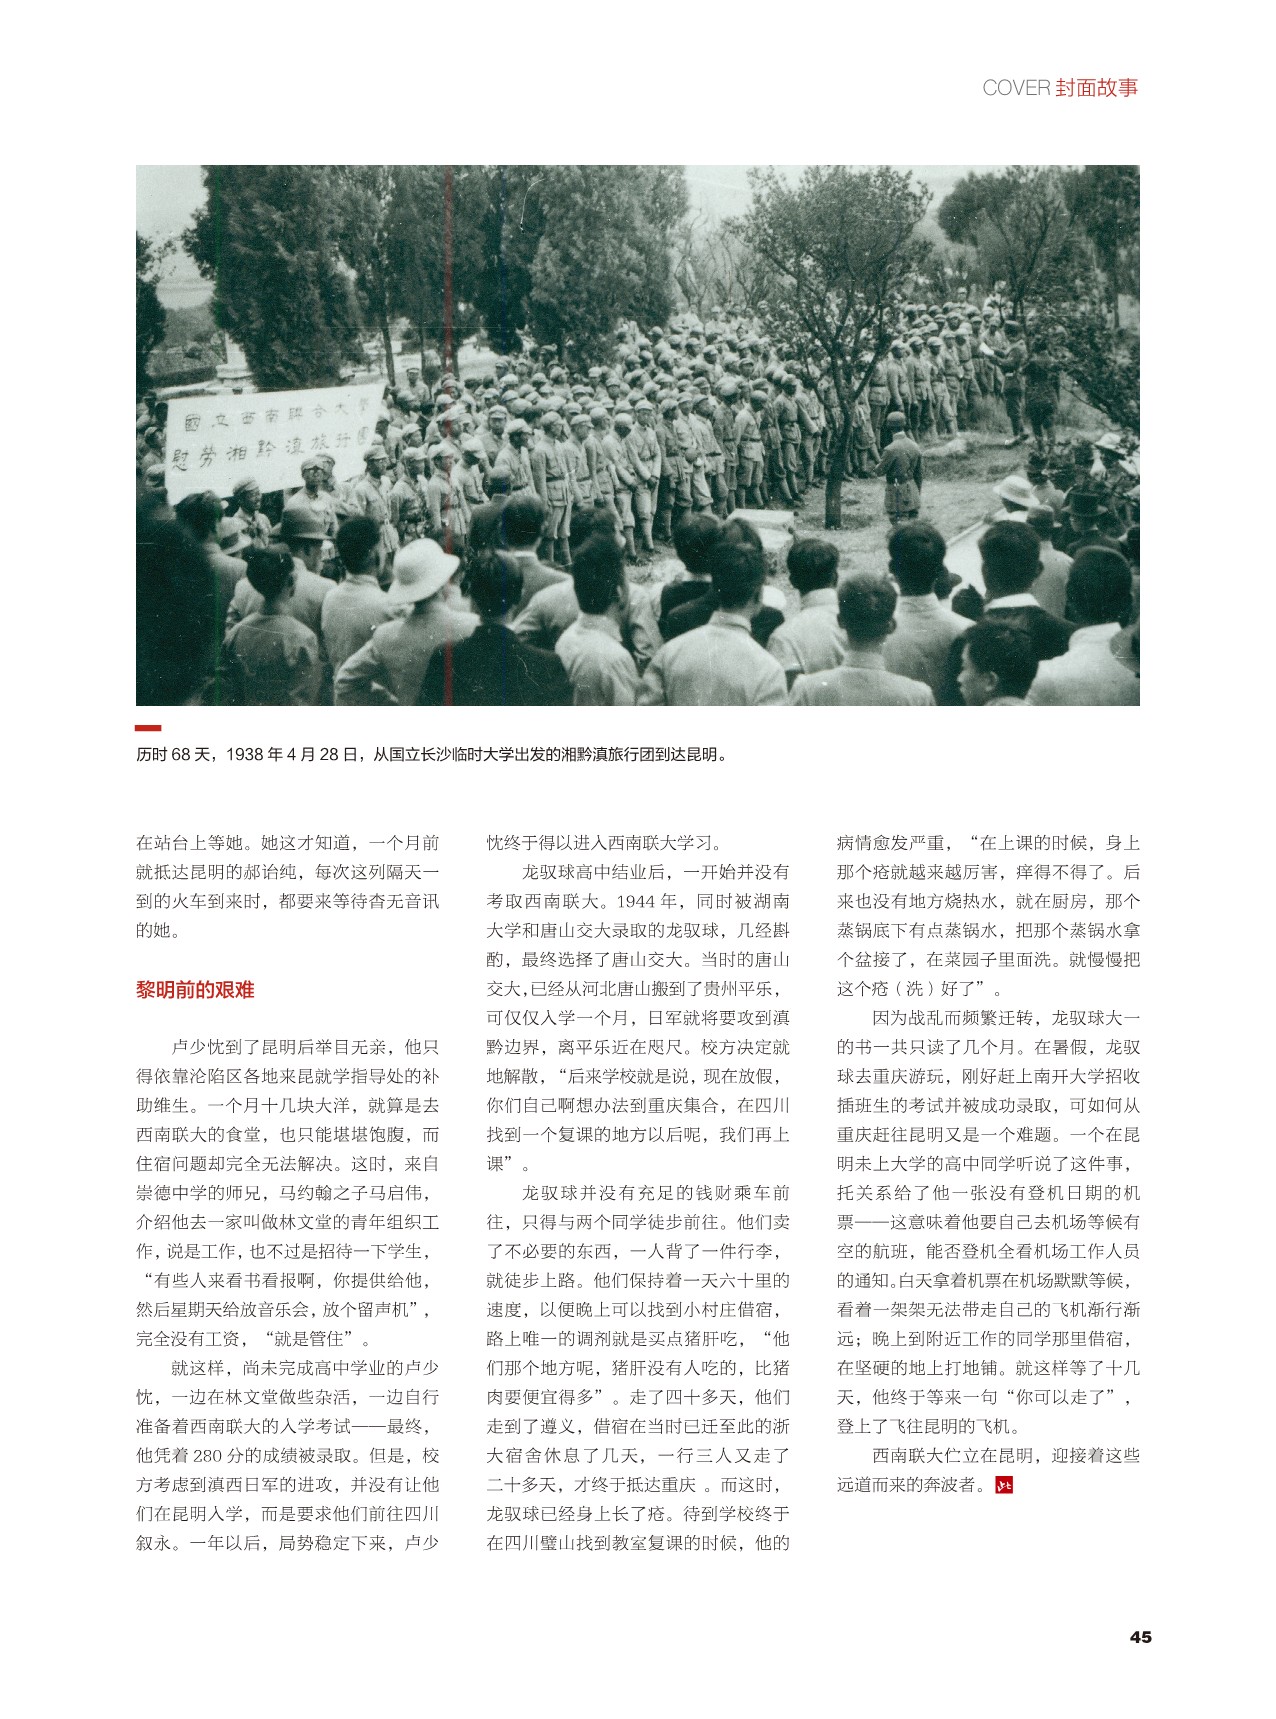 COVER 封面故事
國立西南聯合大學
慰勞湘黔滇旅行團
历时 68 天，1938 年 4 月 28 日，从国立长沙临时大学出发的湘黔滇旅行团到达昆明。
在站台上等她。她这才知道，一个月前
就抵达昆明的郝诒纯，每次这列隔天一
到的火车到来时，都要来等待杳无音讯
的她。
黎明前的艰难
卢少忱到了昆明后举目无亲，他只
得依靠沦陷区各地来昆就学指导处的补
助维生。一个月十几块大洋，就算是去
西南联大的食堂，也只能堪堪饱腹，而
住宿问题却完全无法解决。这时，来自
崇德中学的师兄，马约翰之子马启伟，
介绍他去一家叫做林文堂的青年组织工
作，说是工作，也不过是招待一下学生，
“有些人来看书看报啊，你提供给他，
然后星期天给放音乐会，放个留声机”，
完全没有工资，“就是管住”。
就这样，尚未完成高中学业的卢少
忱，一边在林文堂做些杂活，一边自行
准备着西南联大的入学考试——最终，
他凭着 280 分的成绩被录取。但是，校
方考虑到滇西日军的进攻，并没有让他
们在昆明入学，而是要求他们前往四川
叙永。一年以后，局势稳定下来，卢少
忱终于得以进入西南联大学习。
龙驭球高中结业后，一开始并没有
考取西南联大。1944 年，同时被湖南
大学和唐山交大录取的龙驭球，几经斟
酌，最终选择了唐山交大。当时的唐山
交大，已经从河北唐山搬到了贵州平乐，
可仅仅入学一个月，日军就将要攻到滇
黔边界，离平乐近在咫尺。校方决定就
地解散，“后来学校就是说，现在放假，
你们自己啊想办法到重庆集合，在四川
找到一个复课的地方以后呢，我们再上
课”。
龙驭球并没有充足的钱财乘车前
往，只得与两个同学徒步前往。他们卖
了不必要的东西，一人背了一件行李，
就徒步上路。他们保持着一天六十里的
速度，以便晚上可以找到小村庄借宿，
路上唯一的调剂就是买点猪肝吃，“他
们那个地方呢，猪肝没有人吃的，比猪
肉要便宜得多”。走了四十多天，他们
走到了遵义，借宿在当时已迁至此的浙
大宿舍休息了几天，一行三人又走了
二十多天，才终于抵达重庆 。而这时，
龙驭球已经身上长了疮。待到学校终于
在四川璧山找到教室复课的时候，他的
病情愈发严重，“在上课的时候，身上
那个疮就越来越厉害，痒得不得了。后
来也没有地方烧热水，就在厨房，那个
蒸锅底下有点蒸锅水，把那个蒸锅水拿
个盆接了，在菜园子里面洗。就慢慢把
这个疮（洗）好了”。
因为战乱而频繁迁转，龙驭球大一
的书一共只读了几个月。在暑假，龙驭
球去重庆游玩，刚好赶上南开大学招收
插班生的考试并被成功录取，可如何从
重庆赶往昆明又是一个难题。一个在昆
明未上大学的高中同学听说了这件事，
托关系给了他一张没有登机日期的机
票——这意味着他要自己去机场等候有
空的航班，能否登机全看机场工作人员
的通知。白天拿着机票在机场默默等候，
看着一架架无法带走自己的飞机渐行渐
远；晚上到附近工作的同学那里借宿，
在坚硬的地上打地铺。就这样等了十几
天，他终于等来一句“你可以走了”，
登上了飞往昆明的飞机。
西南联大伫立在昆明，迎接着这些
远道而来的奔波者。
45